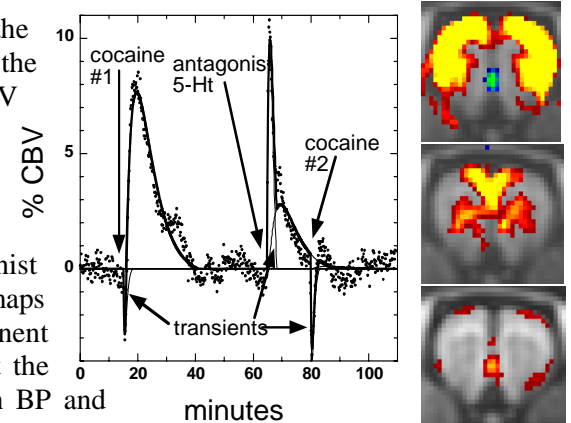 the
the
V
nist
naps
nent
the
n BP and
% CBV
10
5
0
cocaine
#1
antagonist
5-Ht
cocaine
#2
transients
0 20 40 60 80 100
minutes